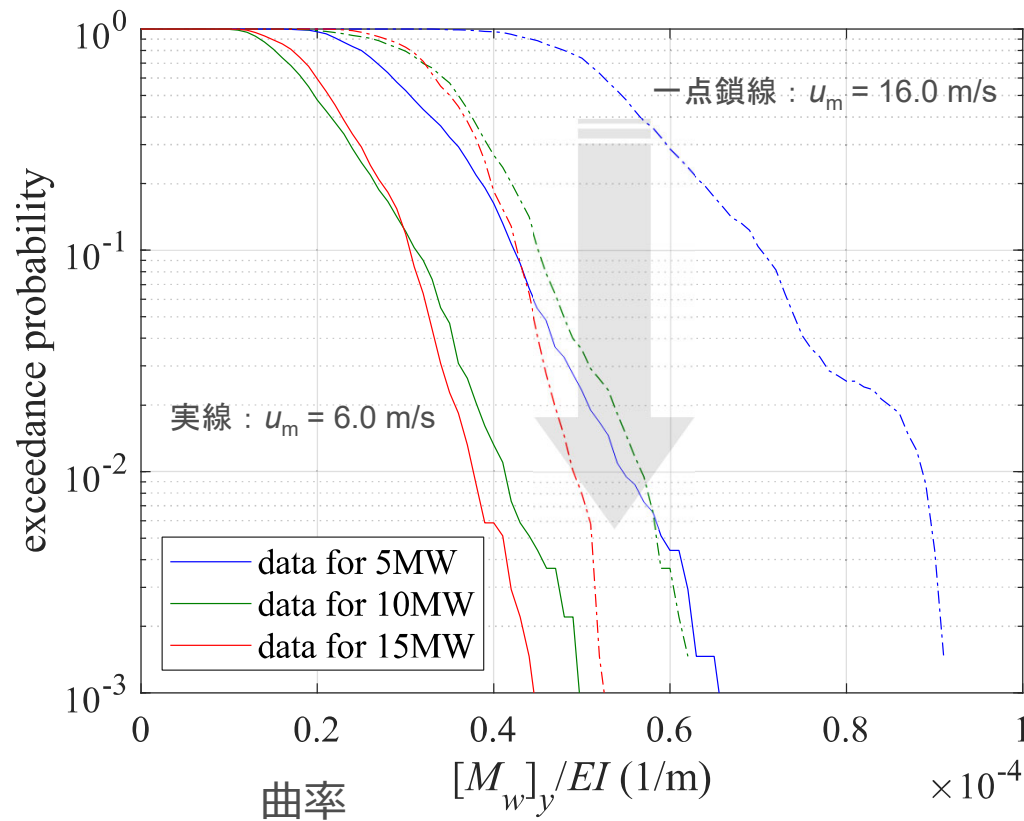 10^0
一点鎖線：u_m = 16.0 m/s
exceedance probability
10^-1
実線：u_m = 6.0 m/s
10^-2
data for 5MW
data for 10MW
data for 15MW
10^-3
0 0.2 0.4 0.6 0.8 1
曲率 [M_w]_y/EI (1/m) ×10^-4